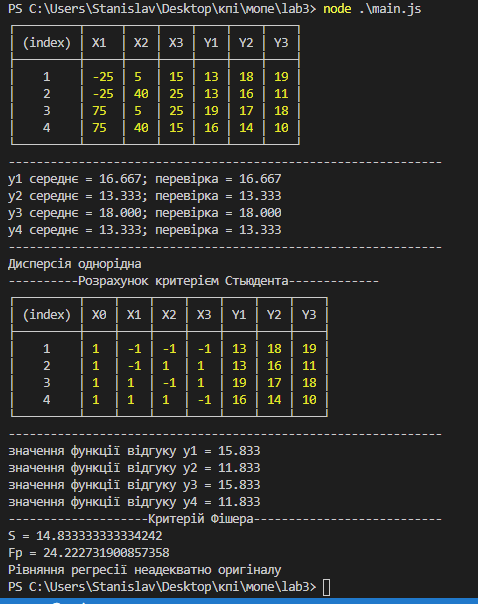 PS C:\Users\Stanislav\Desktop\кпі\мопе\lab3> node .\main.js
(index) X1 X2 X3 Y1 Y2 Y3
1 -25 5 15 13 18 19
2 -25 40 25 13 16 11
3 75 5 25 19 17 18
4 75 40 15 16 14 10
--------------------------------------------------------------
y1 середнє = 16.667; перевірка = 16.667
y2 середнє = 13.333; перевірка = 13.333
y3 середнє = 18.000; перевірка = 18.000
y4 середнє = 13.333; перевірка = 13.333
--------------------------------------------------------------
Дисперсія однорідна
----------Розрахунок критерієм Стьюдента-------------
(index) X0 X1 X2 X3 Y1 Y2 Y3
1 1 -1 -1 -1 13 18 19
2 1 -1 1 1 13 16 11
3 1 1 -1 1 19 17 18
4 1 1 1 -1 16 14 10
--------------------------------------------------------------
значення функції відгуку y1 = 15.833
значення функції відгуку y2 = 11.833
значення функції відгуку y3 = 15.833
значення функції відгуку y4 = 11.833
--------------------Критерій Фішера---------------------------
S = 14.833333333334242
Fp = 24.222731900857358
Рівняння регресії неадекватно оригіналу
PS C:\Users\Stanislav\Desktop\кпі\мопе\lab3>